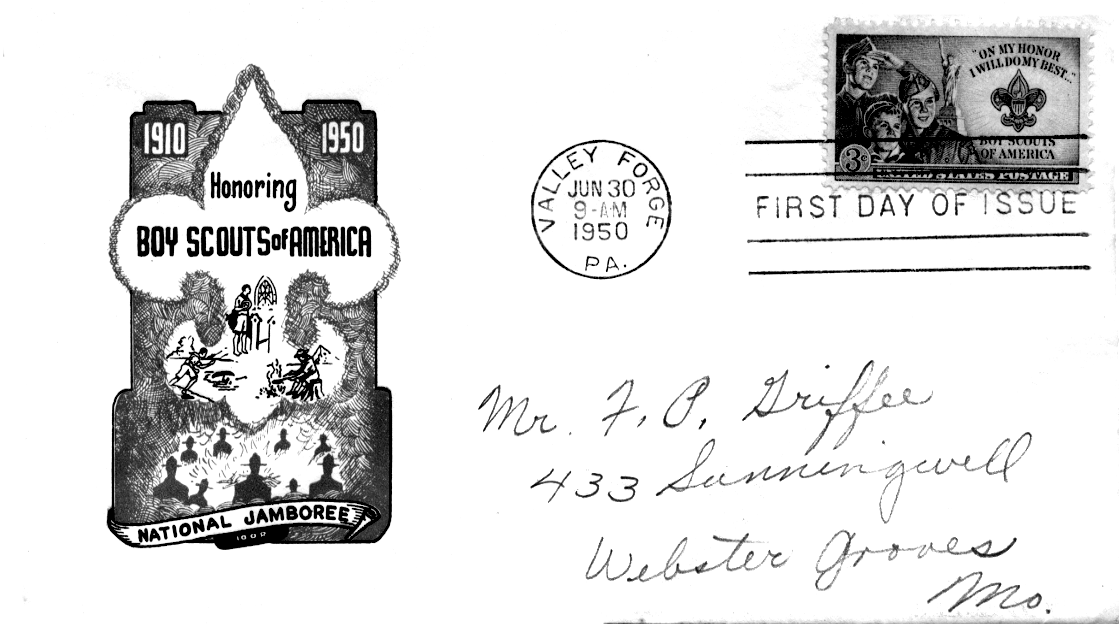 1910 1950
Honoring
BOY SCOUTS of AMERICA
NATIONAL JAMBOREE
VALLEY FORGE
JUN 30
9-AM
1950
PA.
"ON MY HONOR
I WILL DO MY BEST..."
BOY SCOUTS
OF AMERICA
3¢
UNITED STATES POSTAGE
FIRST DAY OF ISSUE
Mr. F. P. Griffee
433 Sunningwell
Webster Groves
Mo.